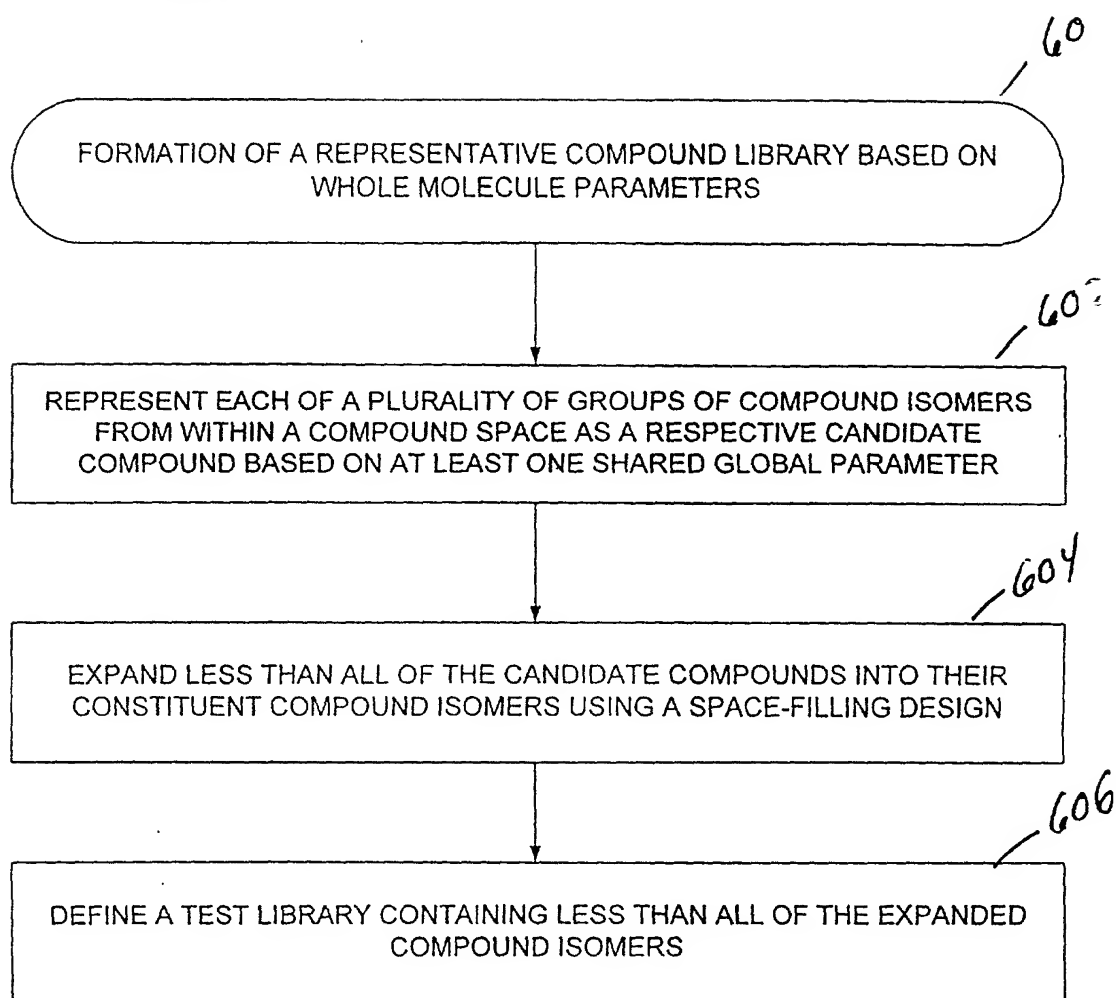 60
FORMATION OF A REPRESENTATIVE COMPOUND LIBRARY BASED ON
WHOLE MOLECULE PARAMETERS
REPRESENT EACH OF A PLURALITY OF GROUPS OF COMPOUND ISOMERS
FROM WITHIN A COMPOUND SPACE AS A RESPECTIVE CANDIDATE
COMPOUND BASED ON AT LEAST ONE SHARED GLOBAL PARAMETER
604
EXPAND LESS THAN ALL OF THE CANDIDATE COMPOUNDS INTO THEIR
CONSTITUENT COMPOUND ISOMERS USING A SPACE-FILLING DESIGN
606
DEFINE A TEST LIBRARY CONTAINING LESS THAN ALL OF THE EXPANDED
COMPOUND ISOMERS